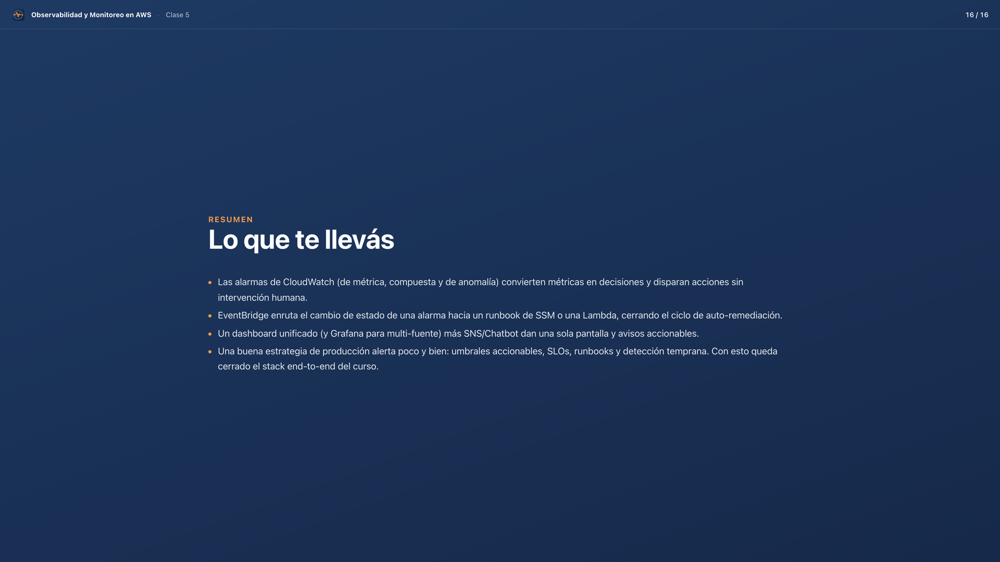 Observabilidad y Monitoreo en AWS · Clase 5
16 / 16
RESUMEN
Lo que te llevás
• Las alarmas de CloudWatch (de métrica, compuesta y de anomalía) convierten métricas en decisiones y disparan acciones sin
intervención humana.
• EventBridge enruta el cambio de estado de una alarma hacia un runbook de SSM o una Lambda, cerrando el ciclo de auto-remediación.
• Un dashboard unificado (y Grafana para multi-fuente) más SNS/Chatbot dan una sola pantalla y avisos accionables.
• Una buena estrategia de producción alerta poco y bien: umbrales accionables, SLOs, runbooks y detección temprana. Con esto queda
cerrado el stack end-to-end del curso.